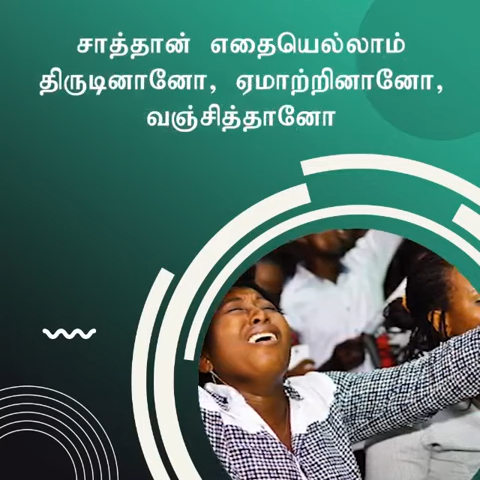 சாத்தான் எதையெல்லாம்
திருடினானோ, ஏமாற்றினானோ,
வஞ்சித்தானோ